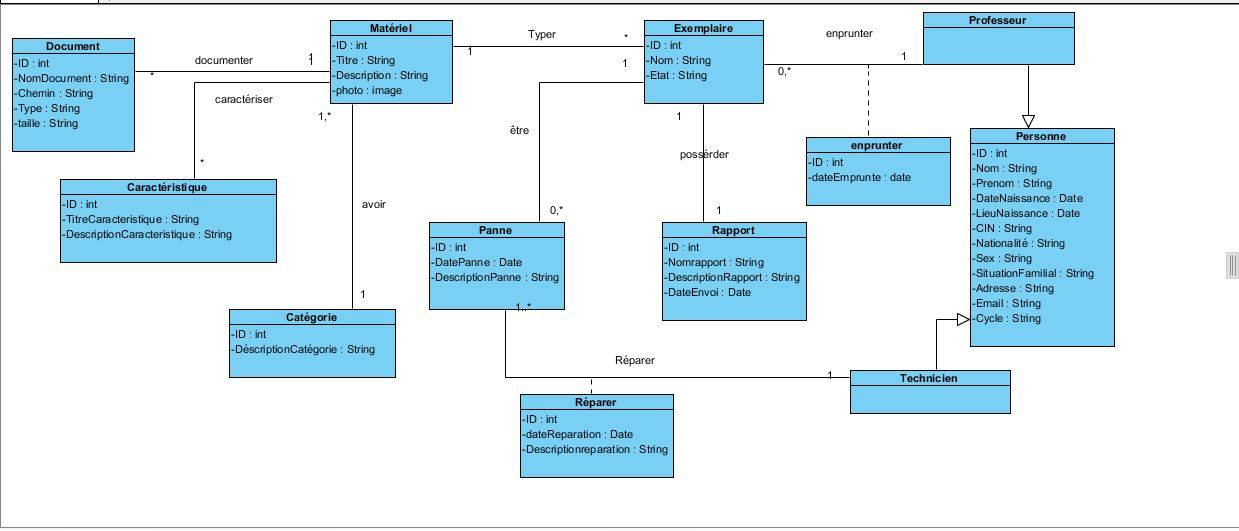 Document
-ID : int
-NomDocument : String
-Chemin : String
-Type : String
-taille : String
documenter
*
1
1
Matériel
-ID : int
-Titre : String
-Description : String
-photo : image
caractériser
*
Caractéristique
-ID : int
-TitreCaracteristique : String
-DescriptionCaracteristique : String
1,*
avoir
1
Catégorie
-ID : int
-DéscriptionCatégorie : String
Typer
1
*
Exemplaire
-ID : int
-Nom : String
-Etat : String
1
être
0,*
Panne
-ID : int
-DatePanne : Date
-DescriptionPanne : String
1..*
1
possérder
1
Rapport
-ID : int
-Nomrapport : String
-DescriptionRapport : String
-DateEnvoi : Date
enprunter
0,*
1
Professeur
enprunter
-ID : int
-dateEmprunte : date
Personne
-ID : int
-Nom : String
-Prenom : String
-DateNaissance : Date
-LieuNaissance : Date
-CIN : String
-Nationalité : String
-Sex : String
-SituationFamilial : String
-Adresse : String
-Email : String
-Cycle : String
Réparer
1
Technicien
Réparer
-ID : int
-dateReparation : Date
-Descriptionreparation : String